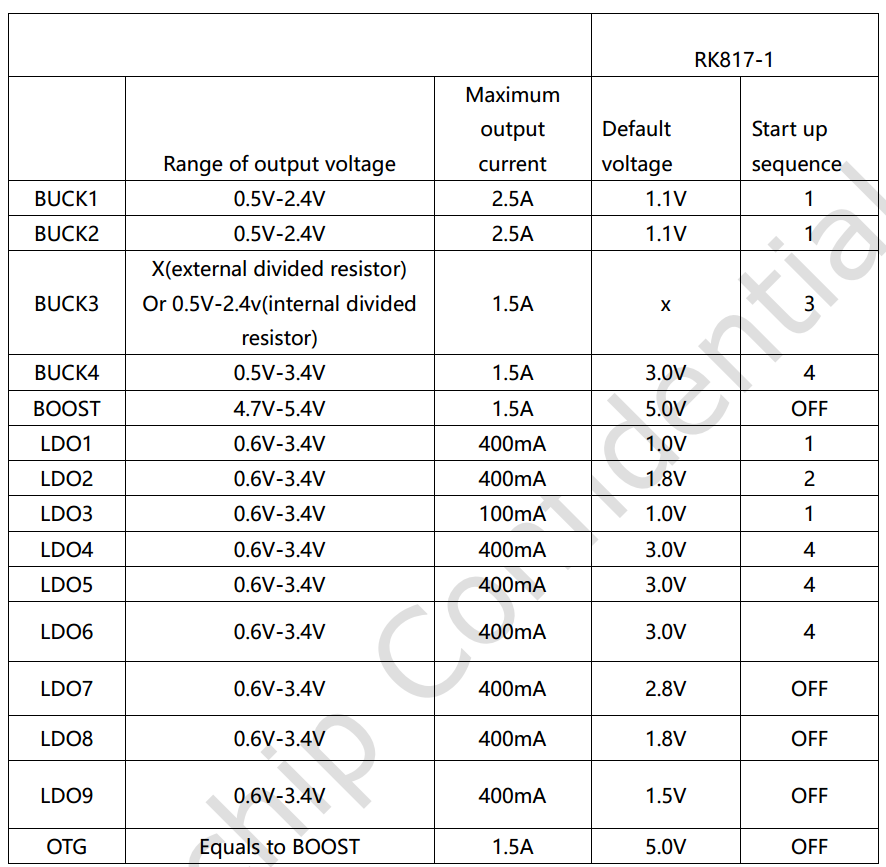 RK817-1
Range of output voltage
Maximum
output
current
Default
voltage
Start up
sequence
BUCK1 0.5V-2.4V 2.5A 1.1V 1
BUCK2 0.5V-2.4V 2.5A 1.1V 1
BUCK3
X(external divided resistor)
Or 0.5V-2.4v(internal divided
resistor)
1.5A x 3
BUCK4 0.5V-3.4V 1.5A 3.0V 4
BOOST 4.7V-5.4V 1.5A 5.0V OFF
LDO1 0.6V-3.4V 400mA 1.0V 1
LDO2 0.6V-3.4V 400mA 1.8V 2
LDO3 0.6V-3.4V 100mA 1.0V 1
LDO4 0.6V-3.4V 400mA 3.0V 4
LDO5 0.6V-3.4V 400mA 3.0V 4
LDO6 0.6V-3.4V 400mA 3.0V 4
LDO7 0.6V-3.4V 400mA 2.8V OFF
LDO8 0.6V-3.4V 400mA 1.8V OFF
LDO9 0.6V-3.4V 400mA 1.5V OFF
OTG Equals to BOOST 1.5A 5.0V OFF
Confidential